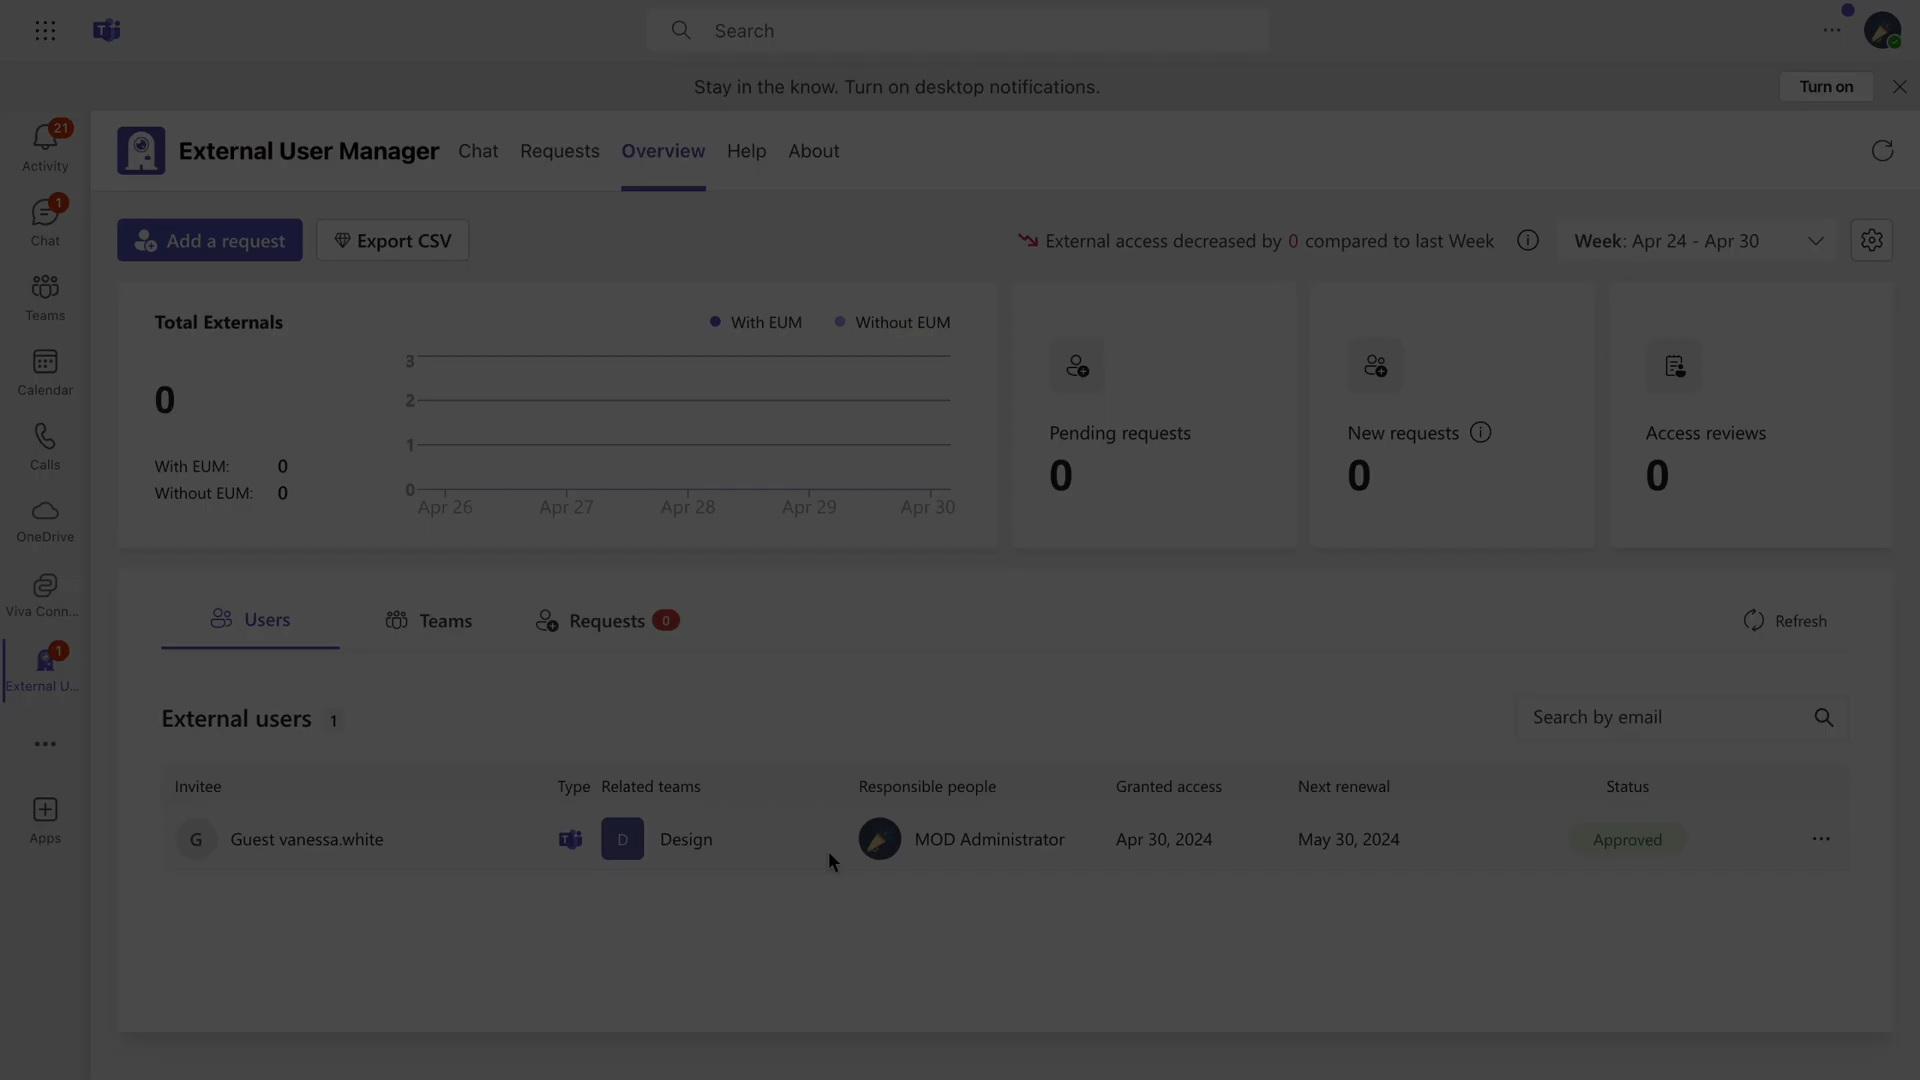 Search
Stay in the know. Turn on desktop notifications.
Turn on
21
Activity
1
Chat
Teams
Calendar
Calls
OneDrive
Viva Conn...
1
External U...
Apps
External User Manager
Chat
Requests
Overview
Help
About
Add a request
Export CSV
External access decreased by 0 compared to last Week
Week: Apr 24 - Apr 30
Total Externals
With EUM
Without EUM
0
With EUM: 0
Without EUM: 0
3
2
1
0
Apr 26
Apr 27
Apr 28
Apr 29
Apr 30
Pending requests
0
New requests
0
Access reviews
0
Users
Teams
Requests 0
Refresh
External users 1
Search by email
Invitee
Type
Related teams
Responsible people
Granted access
Next renewal
Status
G
Guest vanessa.white
D
Design
MOD Administrator
Apr 30, 2024
May 30, 2024
Approved